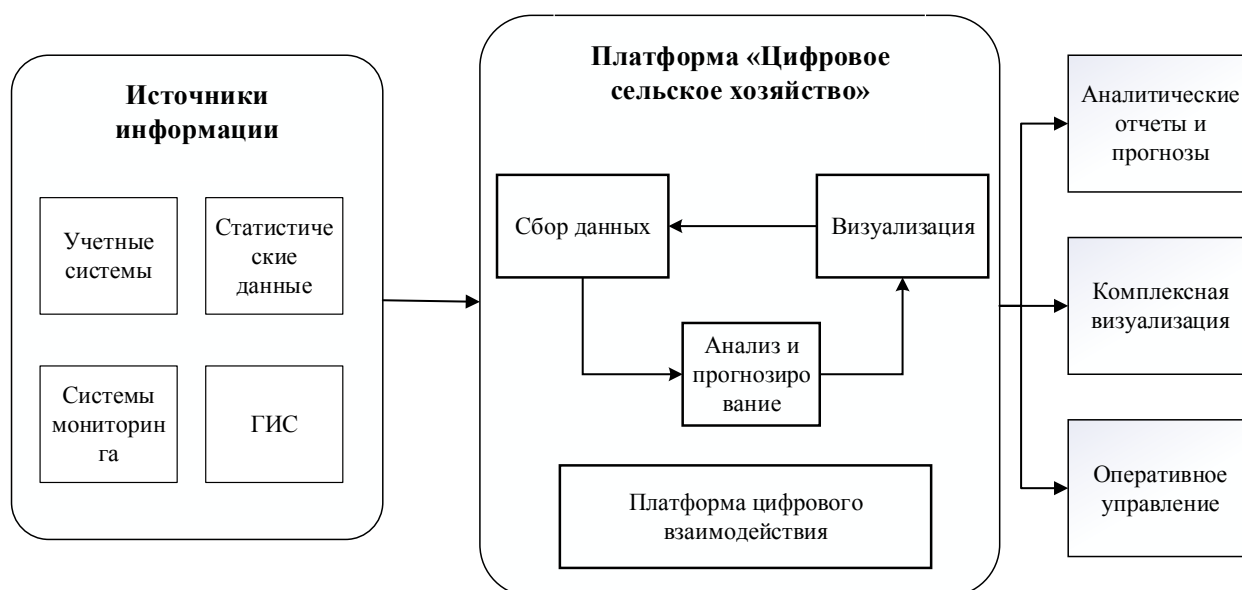 Источники
информации
Учетные
системы
Статистиче
ские
данные
Системы
мониторин
га
ГИС
Платформа «Цифровое
сельское хозяйство»
Сбор данных
Визуализация
Анализ и
прогнозиро
вание
Платформа цифрового
взаимодействия
Аналитические
отчеты и
прогнозы
Комплексная
визуализация
Оперативное
управление